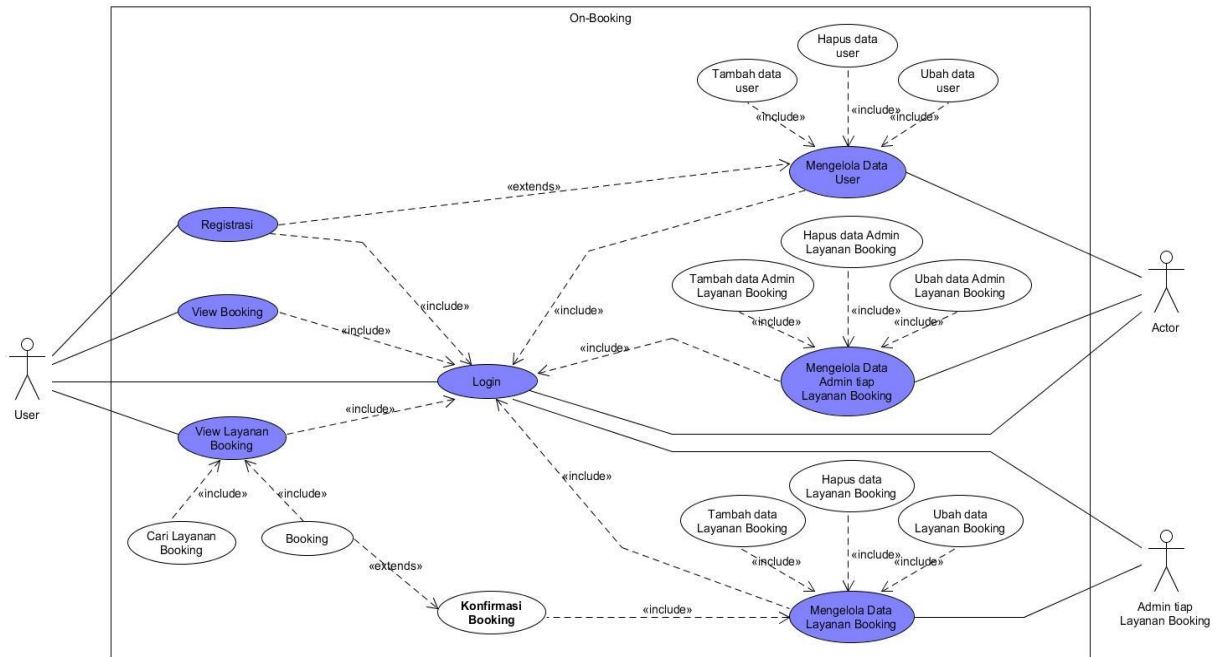 On-Booking
Hapus data
user
Tambah data
user
Ubah data
user
«include»
«include»
«include»
Mengelola Data
User
«extends»
Registrasi
Hapus data Admin
Layanan Booking
Tambah data Admin
Layanan Booking
Ubah data Admin
Layanan Booking
«include»
«include»
«include»
«include»
«include»
View Booking
«include»
«include»
Actor
User
Login
Mengelola Data
Admin tiap
Layanan Booking
«include»
View Layanan
Booking
«include»
«include»
«include»
Hapus data
Layanan Booking
Tambah data
Layanan Booking
Ubah data
Layanan Booking
Cari Layanan
Booking
Booking
«include»
«include»
«include»
«extends»
Konfirmasi
Booking
«include»
Mengelola Data
Layanan Booking
Admin tiap
Layanan Booking